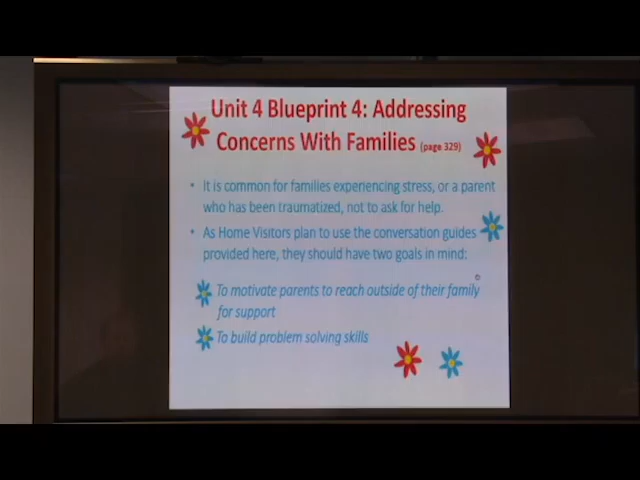 Unit 4 Blueprint 4: Addressing
Concerns With Families (page 329)
• It is common for families experiencing stress, or a parent
who has been traumatized, not to ask for help.
• As Home Visitors plan to use the conversation guides
provided here, they should have two goals in mind:
To motivate parents to reach outside of their family
for support
To build problem solving skills